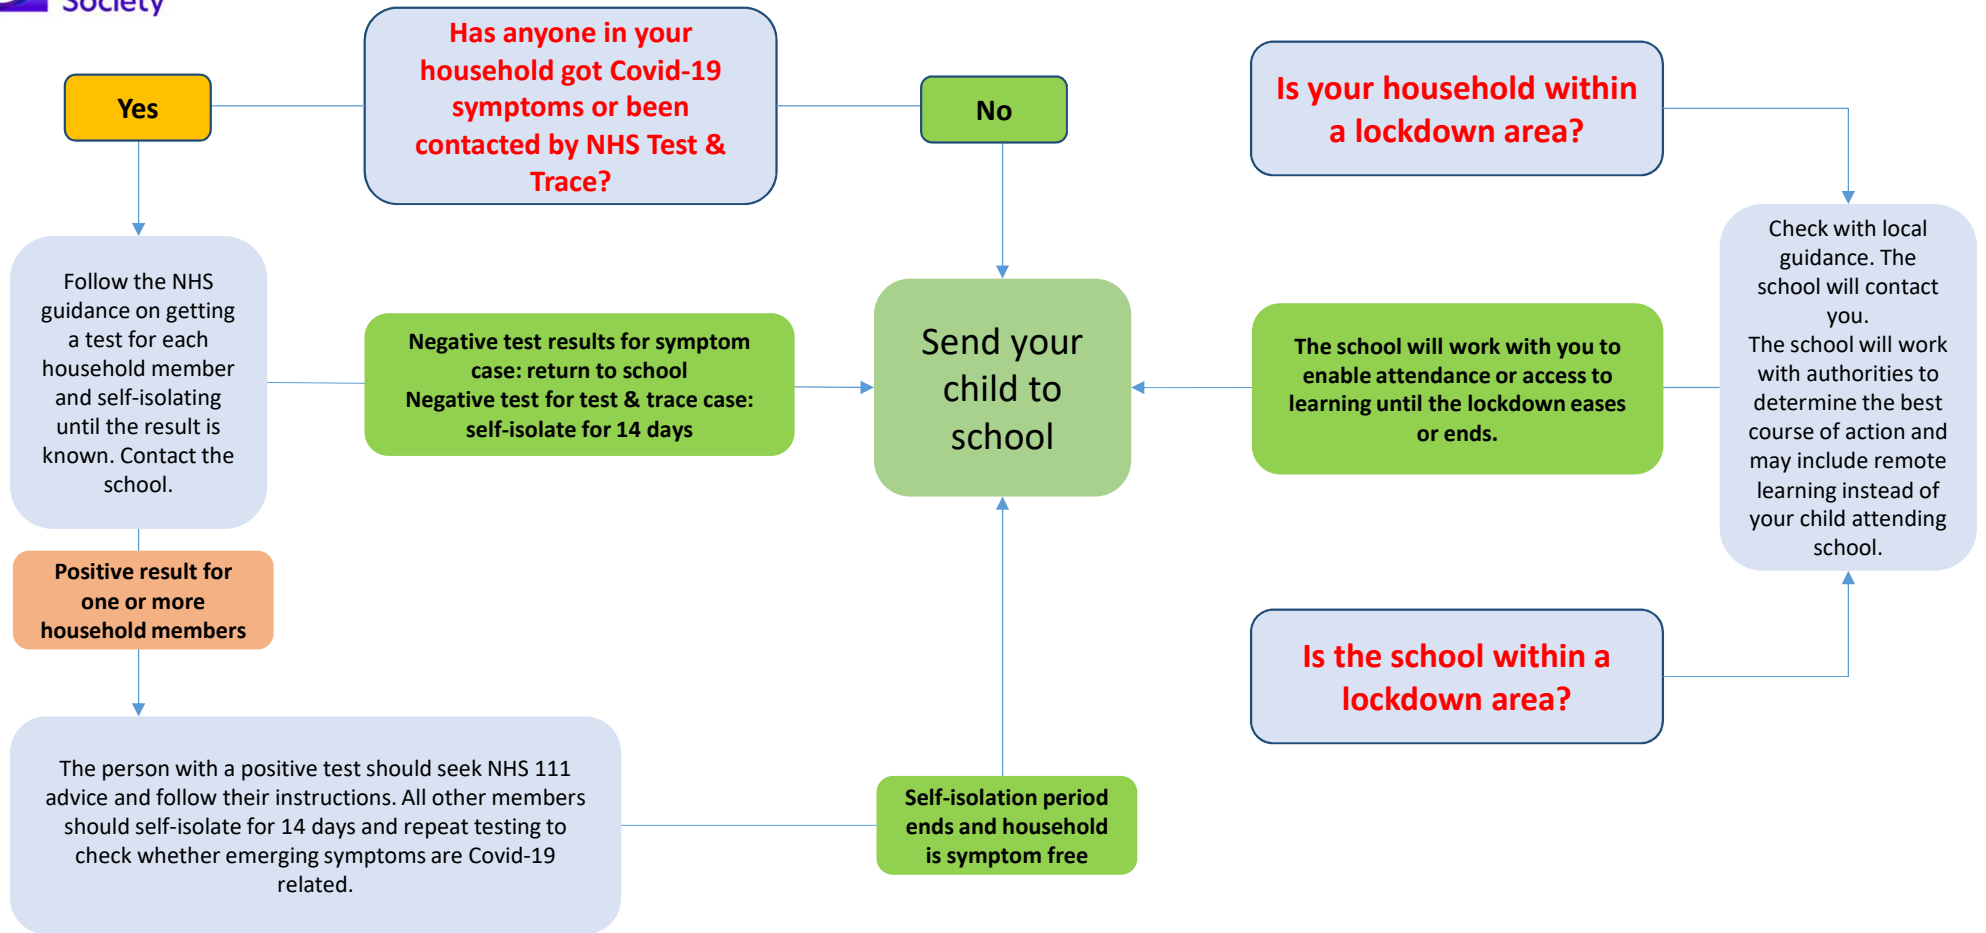 Society
Has anyone in your
household got Covid-19
symptoms or been
contacted by NHS Test &
Trace?
Yes
No
Is your household within
a lockdown area?
Follow the NHS
guidance on getting
a test for each
household member
and self-isolating
until the result is
known. Contact the
school.
Negative test results for symptom
case: return to school
Negative test for test & trace case:
self-isolate for 14 days
Send your
child to
school
The school will work with you to
enable attendance or access to
learning until the lockdown eases
or ends.
Check with local
guidance. The
school will contact
you.
The school will work
with authorities to
determine the best
course of action and
may include remote
learning instead of
your child attending
school.
Positive result for
one or more
household members
Is the school within a
lockdown area?
The person with a positive test should seek NHS 111
advice and follow their instructions. All other members
should self-isolate for 14 days and repeat testing to
check whether emerging symptoms are Covid-19
related.
Self-isolation period
ends and household
is symptom free